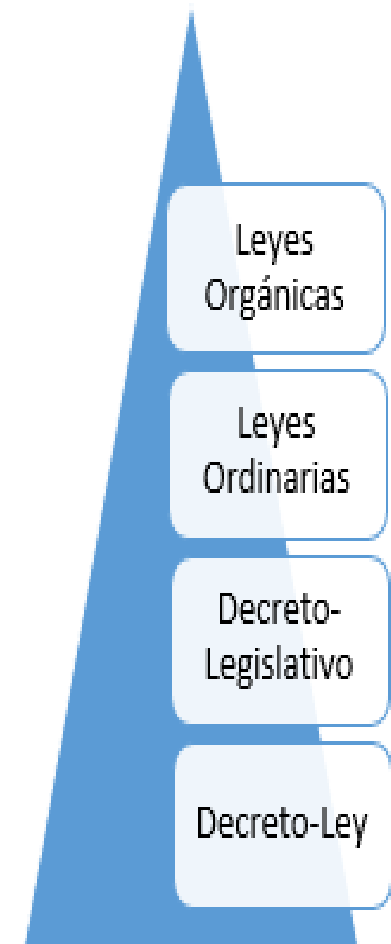 Leyes
Orgánicas
Leyes
Ordinarias
Decreto-
Legislativo
Decreto-Ley